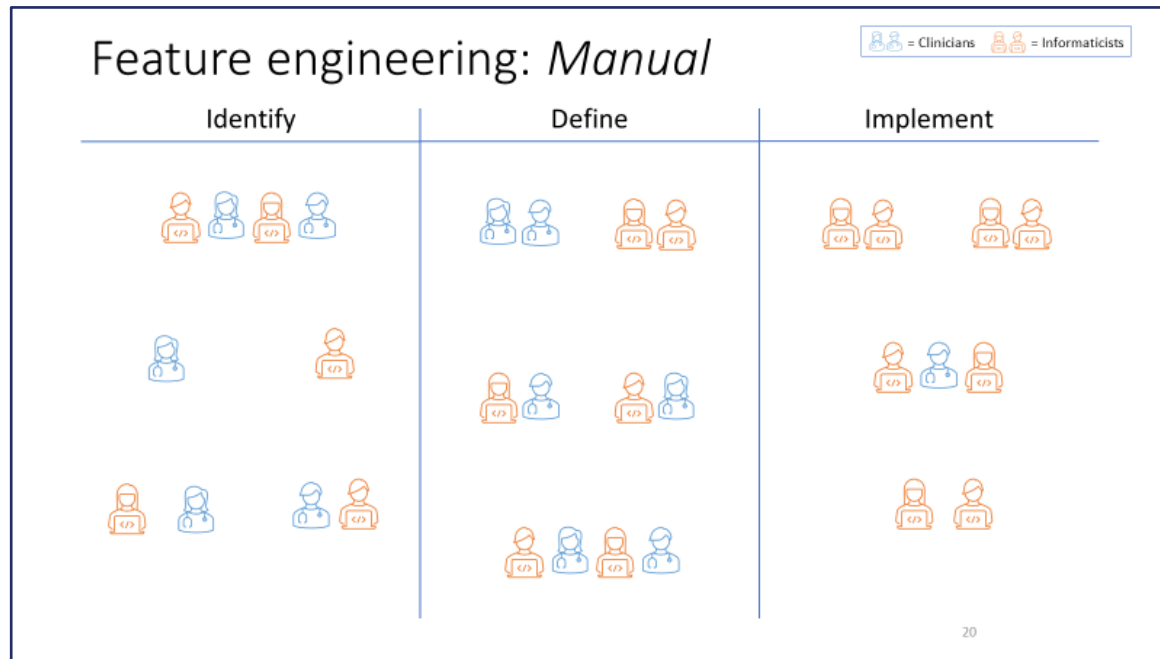 Feature engineering: Manual
= Clinicians = Informaticists
Identify Define Implement
</> </>
</> </>
</> </> </> </>
</>
</> </>
</> </>
</> </>
</> </>
</> </>
20